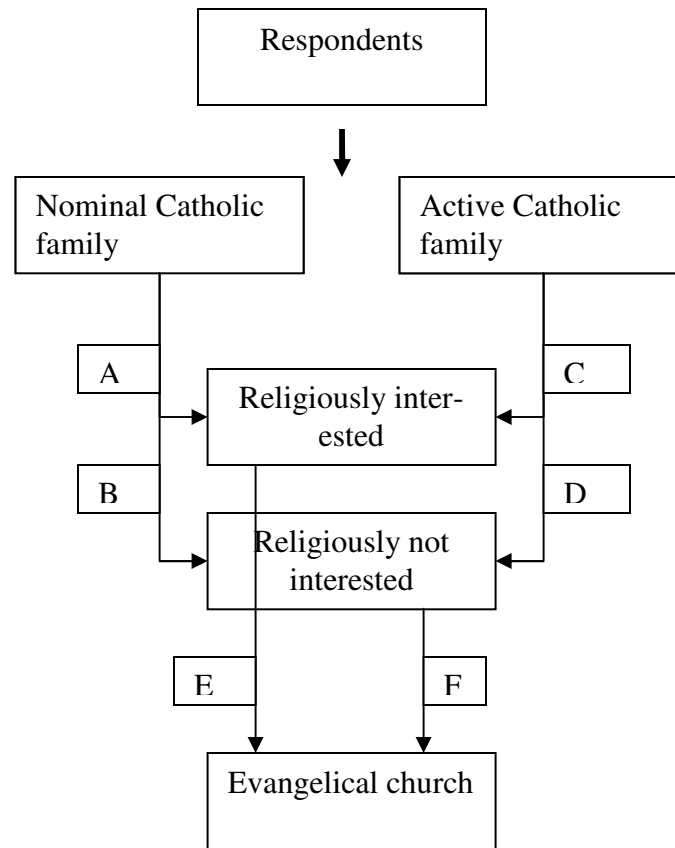 Respondents
Nominal Catholic
family
Active Catholic
family
A
C
Religiously inter-
ested
B
D
Religiously not
interested
E
F
Evangelical church